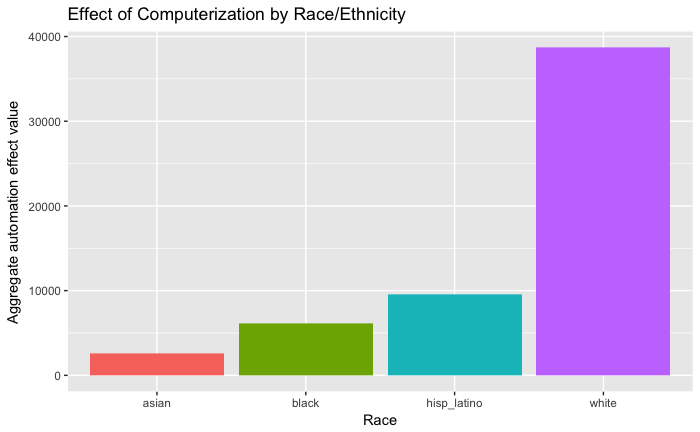 Effect of Computerization by Race/Ethnicity
Aggregate automation effect value
40000
30000
20000
10000
0
asian black hisp_latino white
Race